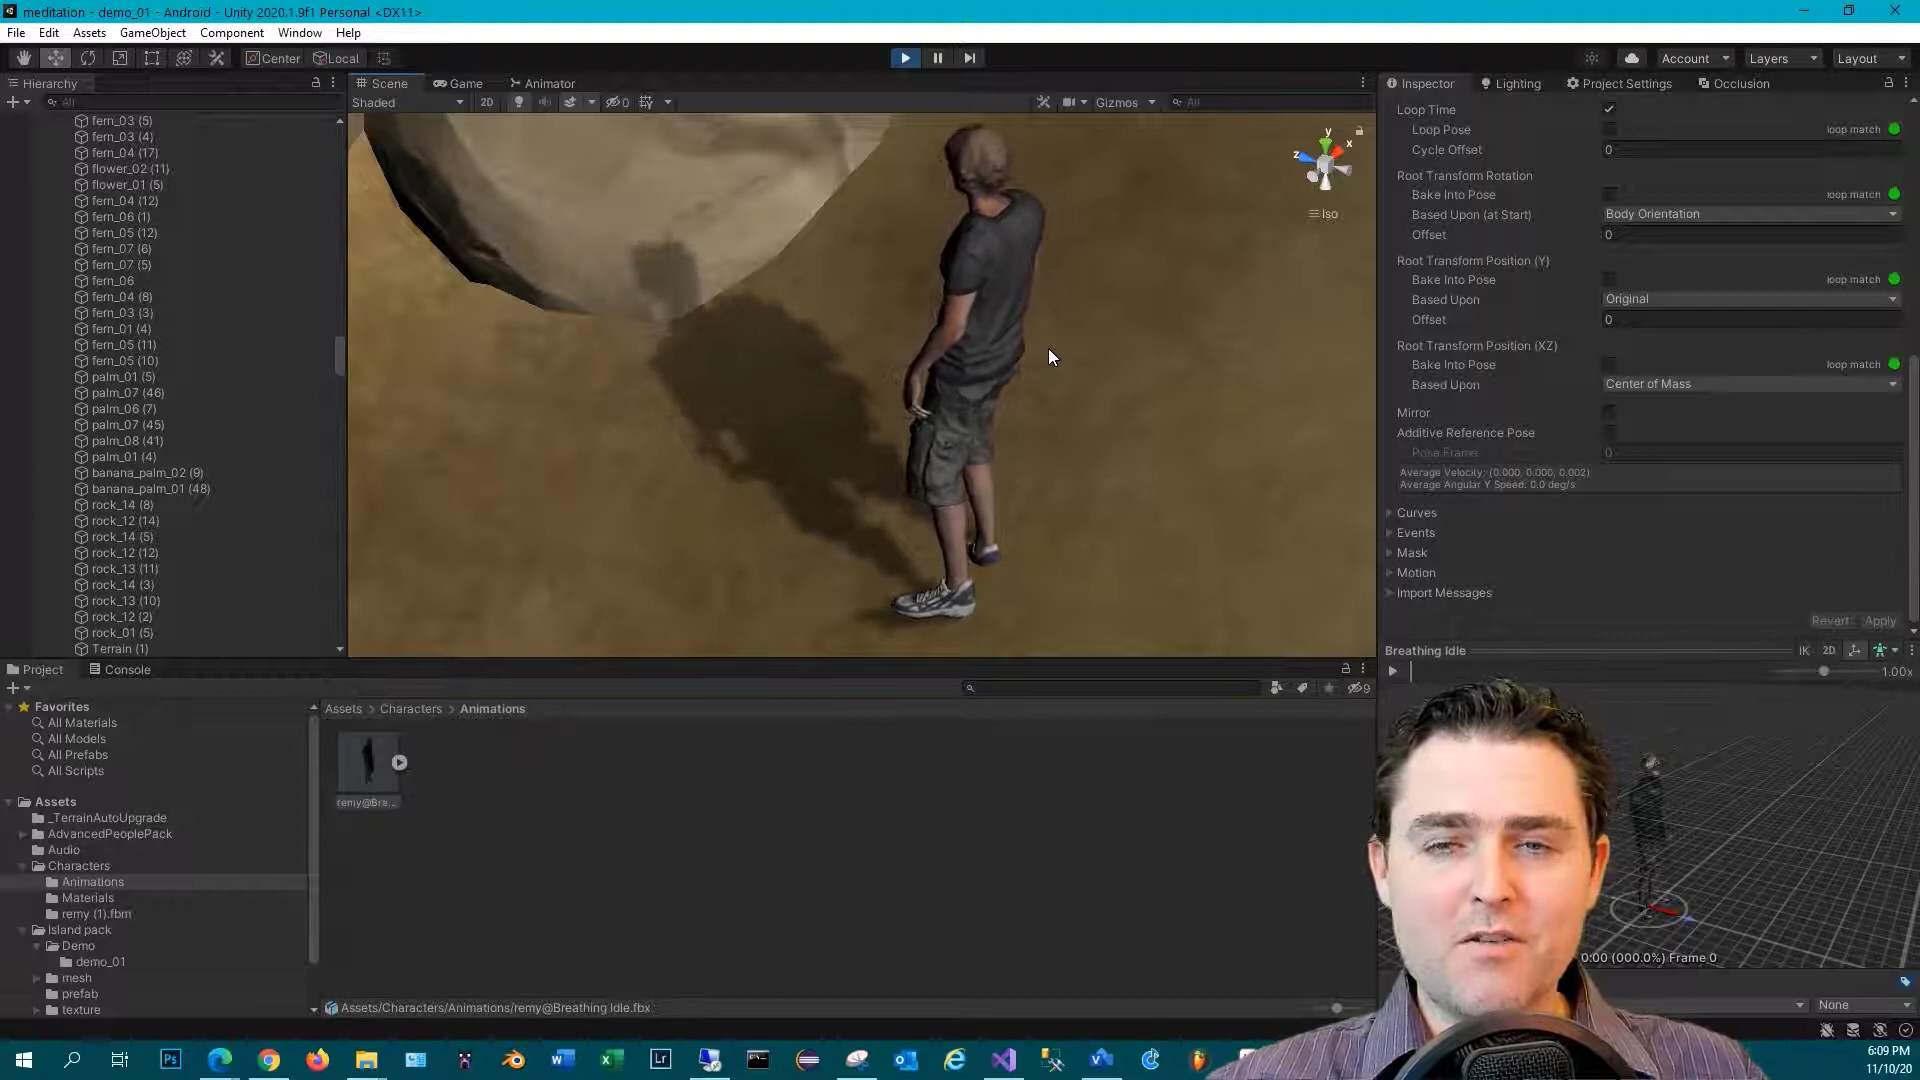 meditation - demo_01 - Android - Unity 2020.1.9f1 Personal <DX11>
File Edit Assets GameObject Component Window Help
Center Local
Account Layers Layout
Hierarchy
All
fern_03 (5)
fern_03 (4)
fern_04 (17)
flower_02 (11)
flower_01 (5)
fern_04 (12)
fern_06 (1)
fern_05 (12)
fern_07 (6)
fern_07 (5)
fern_06
fern_04 (8)
fern_03 (3)
fern_01 (4)
fern_05 (11)
fern_05 (10)
palm_01 (5)
palm_07 (46)
palm_06 (7)
palm_07 (45)
palm_08 (41)
palm_01 (4)
banana_palm_02 (9)
banana_palm_01 (48)
rock_14 (8)
rock_12 (14)
rock_14 (5)
rock_12 (12)
rock_13 (11)
rock_14 (3)
rock_13 (10)
rock_12 (2)
rock_01 (5)
Terrain (1)
Scene Game Animator
Shaded 2D 0 Gizmos All
y
x
z
Iso
Inspector Lighting Project Settings Occlusion
Loop Time
Loop Pose loop match
Cycle Offset 0
Root Transform Rotation
Bake Into Pose loop match
Based Upon (at Start) Body Orientation
Offset 0
Root Transform Position (Y)
Bake Into Pose loop match
Based Upon Original
Offset 0
Root Transform Position (XZ)
Bake Into Pose loop match
Based Upon Center of Mass
Mirror
Additive Reference Pose
Pose Frame 0
Average Velocity: (0.000, 0.000, 0.002)
Average Angular Y Speed: 0.0 deg/s
Curves
Events
Mask
Motion
Import Messages
Revert Apply
Breathing Idle IK 2D
1.00x
0:00 (000.0%) Frame 0
None
Project Console
9
Favorites
All Materials
All Models
All Prefabs
All Scripts
Assets
_TerrainAutoUpgrade
AdvancedPeoplePack
Audio
Characters
Animations
Materials
remy (1).fbm
Island pack
Demo
demo_01
mesh
prefab
texture
Assets > Characters > Animations
remy@Bre...
Assets/Characters/Animations/remy@Breathing Idle.fbx
Ps
Lr
6:09 PM
11/10/20